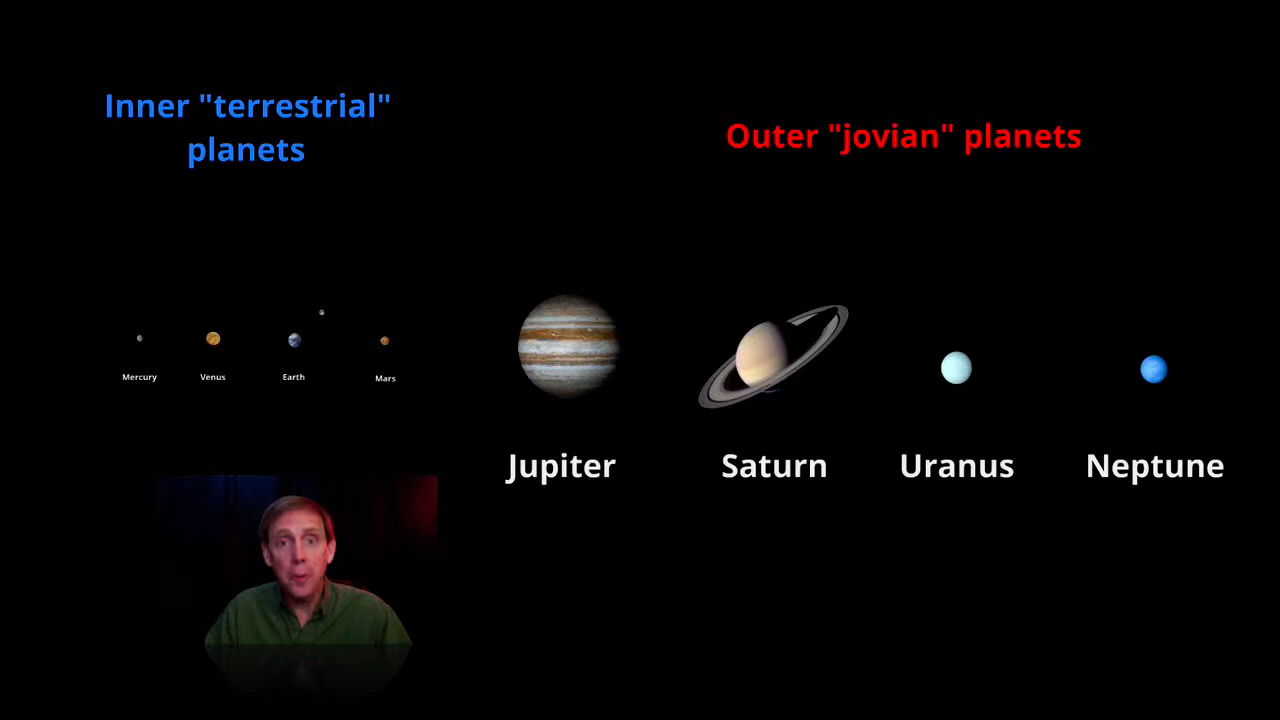 Inner "terrestrial"
planets
Outer "jovian" planets
Mercury
Venus
Earth
Mars
Jupiter
Saturn
Uranus
Neptune